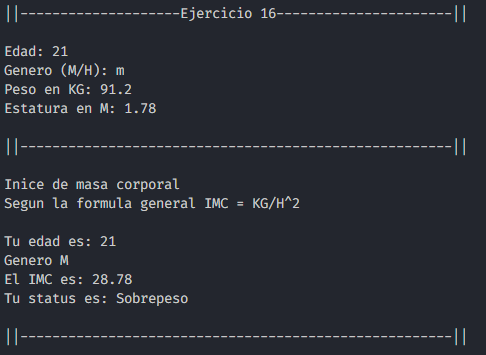 ||--------------------Ejercicio 16----------------------||
Edad: 21
Genero (M/H): m
Peso en KG: 91.2
Estatura en M: 1.78
||------------------------------------------------------||
Inice de masa corporal
Segun la formula general IMC = KG/H^2
Tu edad es: 21
Genero M
El IMC es: 28.78
Tu status es: Sobrepeso
||------------------------------------------------------||